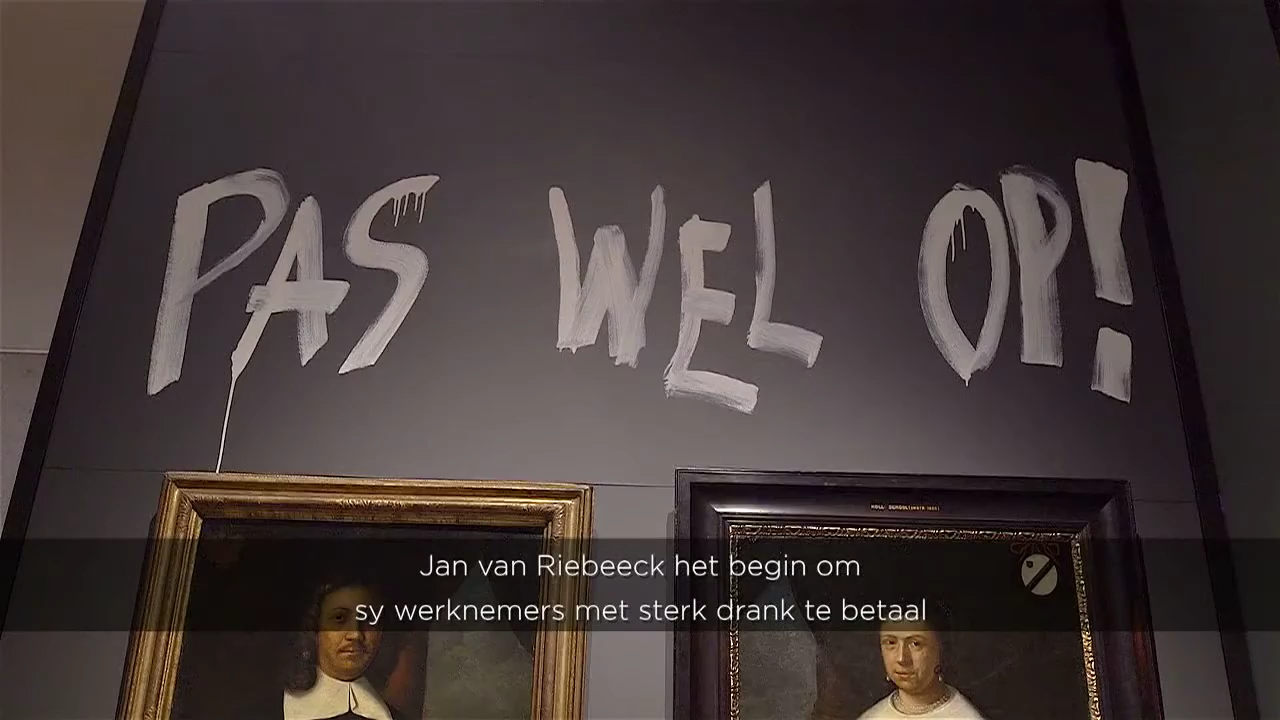 PAS WEL OP!
Jan van Riebeeck het begin om
sy werknemers met sterk drank te betaal